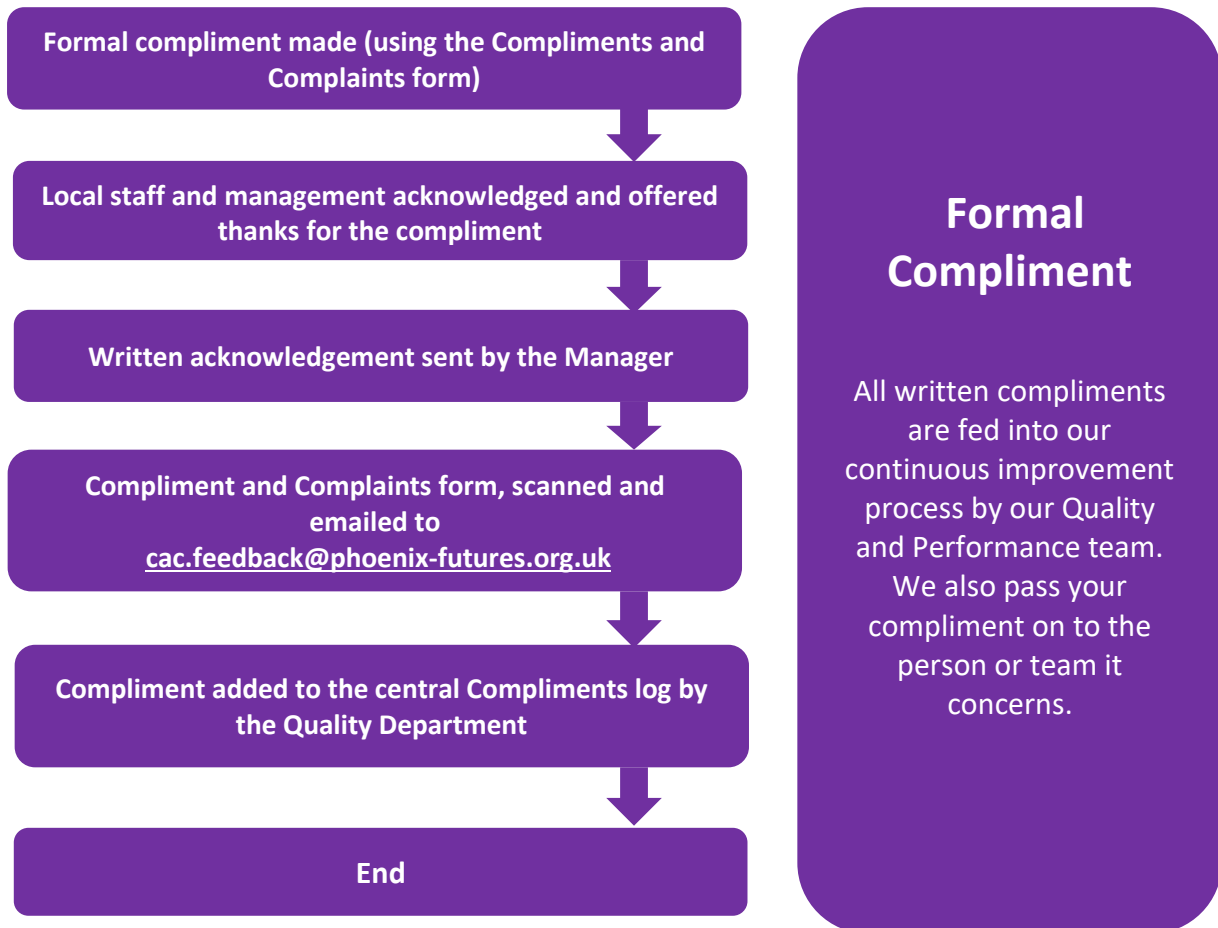 Formal compliment made (using the Compliments and
Complaints form)
Local staff and management acknowledged and offered
thanks for the compliment
Written acknowledgement sent by the Manager
Compliment and Complaints form, scanned and
emailed to
cac.feedback@phoenix-futures.org.uk
Compliment added to the central Compliments log by
the Quality Department
End
Formal
Compliment
All written compliments
are fed into our
continuous improvement
process by our Quality
and Performance team.
We also pass your
compliment on to the
person or team it
concerns.